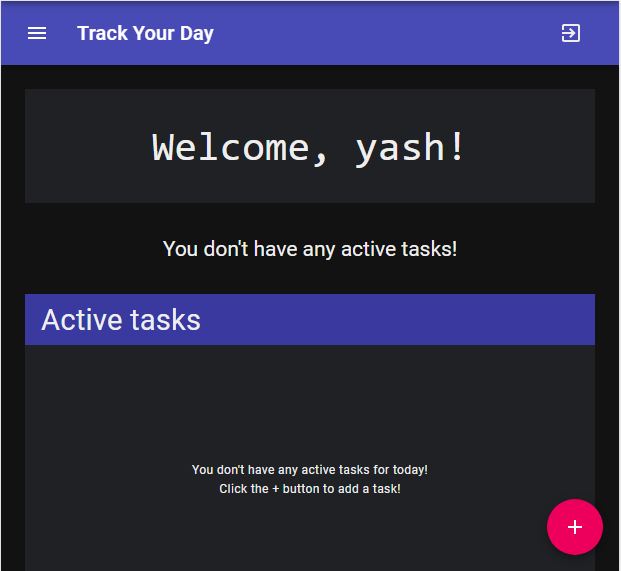 Track Your Day
Welcome, yash!
You don't have any active tasks!
Active tasks
You don't have any active tasks for today!
Click the + button to add a task!
+